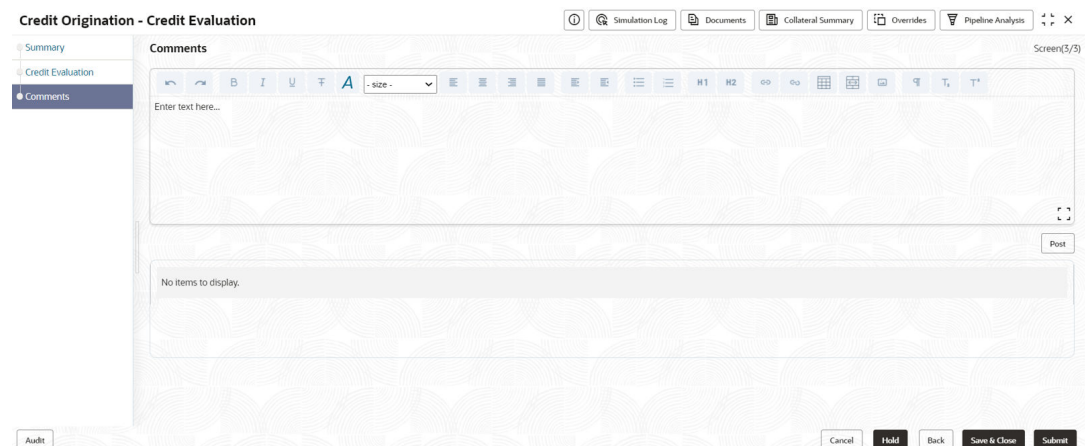 Credit Origination - Credit Evaluation
Simulation Log
Documents
Collateral Summary
Overrides
Pipeline Analysis
Summary
Credit Evaluation
Comments
Comments
Screen(3/3)
B I U T A - size - H1 H2
Enter text here...
Post
No items to display.
Audit
Cancel
Hold
Back
Save & Close
Submit